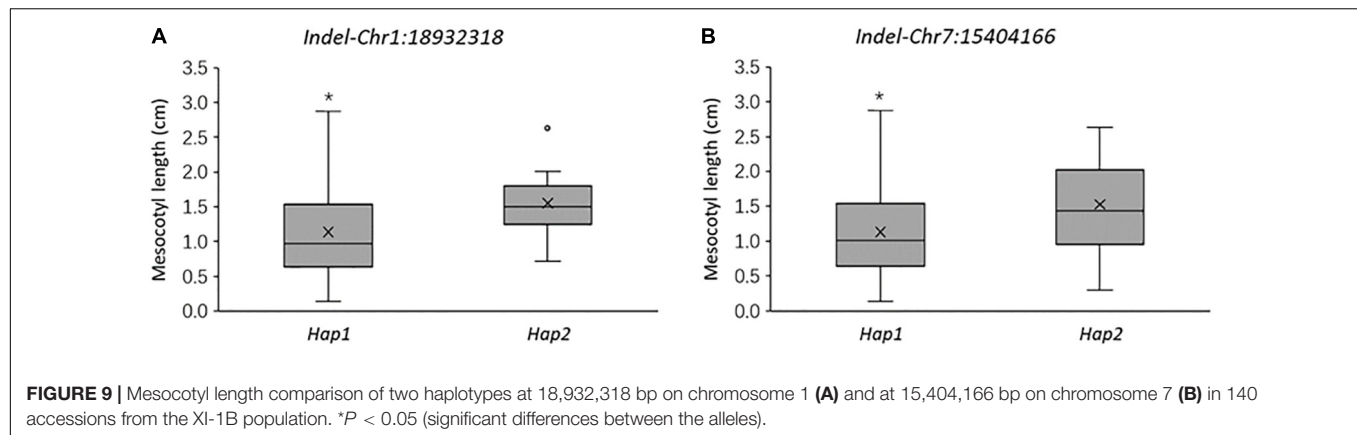 A
Indel-Chr1:18932318
Mesocotyl length (cm)
3.5
3.0
2.5
2.0
1.5
1.0
0.5
0.0
*
Hap1
Hap2
B
Indel-Chr7:15404166
Mesocotyl length (cm)
3.5
3.0
2.5
2.0
1.5
1.0
0.5
0.0
*
Hap1
Hap2
FIGURE 9 | Mesocotyl length comparison of two haplotypes at 18,932,318 bp on chromosome 1 (A) and at 15,404,166 bp on chromosome 7 (B) in 140
accessions from the XI-1B population. *P < 0.05 (significant differences between the alleles).